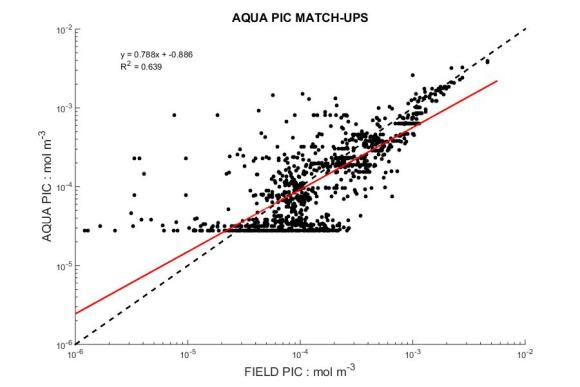 AQUA PIC MATCH-UPS
y = 0.788x + -0.886
R² = 0.639
AQUA PIC : mol m⁻³
10⁻²
10⁻³
10⁻⁴
10⁻⁵
10⁻⁶
10⁻⁶ 10⁻⁵ 10⁻⁴ 10⁻³ 10⁻²
FIELD PIC : mol m⁻³